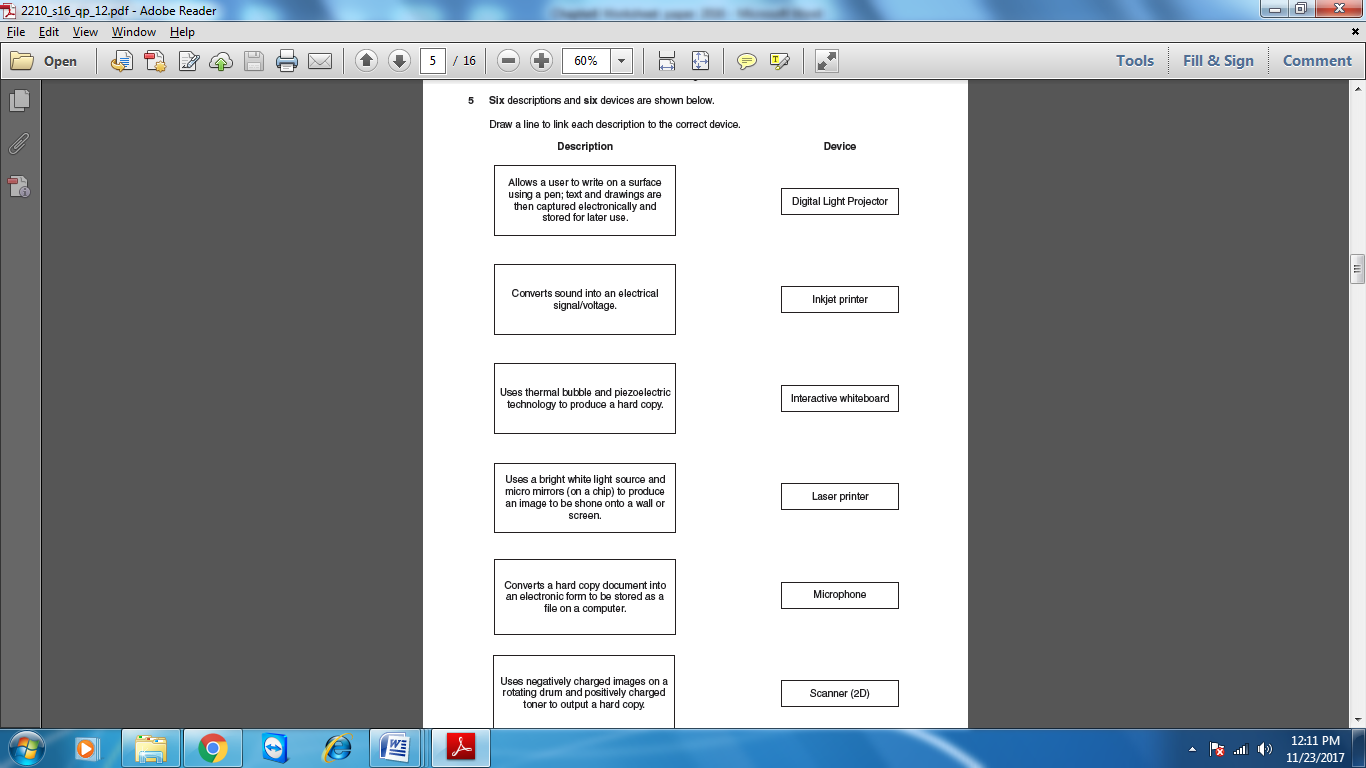 2210_s16_qp_12.pdf - Adobe Reader
File Edit View Window Help
Open 5 / 16 60% Tools Fill & Sign Comment
5 Six descriptions and six devices are shown below.
Draw a line to link each description to the correct device.
Description Device
Allows a user to write on a surface
using a pen; text and drawings are
then captured electronically and
stored for later use.
Digital Light Projector
Converts sound into an electrical
signal/voltage.
Inkjet printer
Uses thermal bubble and piezoelectric
technology to produce a hard copy.
Interactive whiteboard
Uses a bright white light source and
micro mirrors (on a chip) to produce
an image to be shone onto a wall or
screen.
Laser printer
Converts a hard copy document into
an electronic form to be stored as a
file on a computer.
Microphone
Uses negatively charged images on a
rotating drum and positively charged
toner to output a hard copy.
Scanner (2D)
12:11 PM
11/23/2017